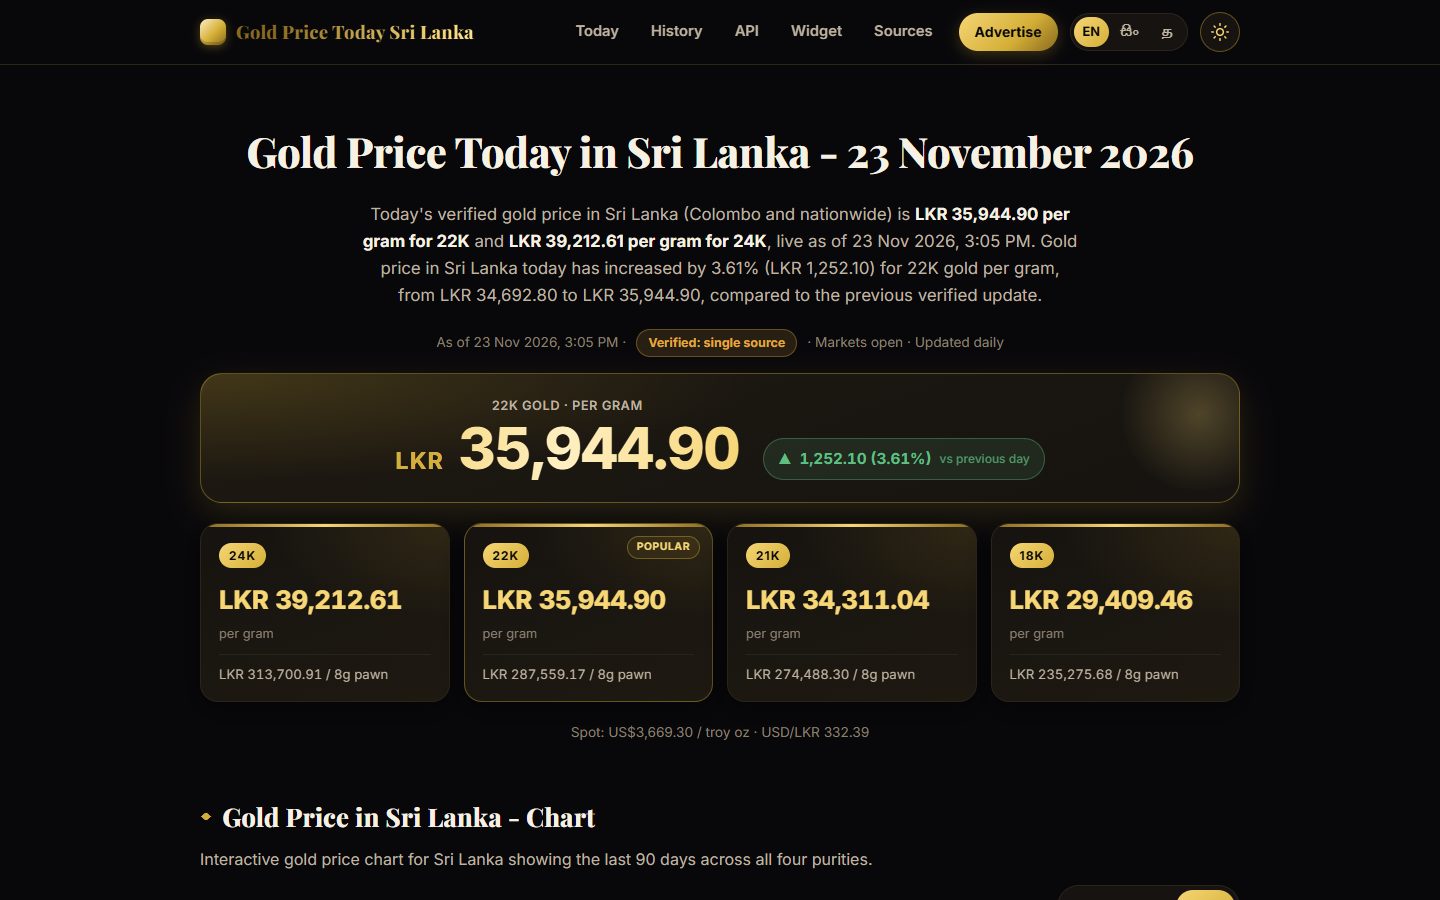 Gold Price Today Sri Lanka
Today
History
API
Widget
Sources
Advertise
EN
සිං
த
Gold Price Today in Sri Lanka - 23 November 2026
Today's verified gold price in Sri Lanka (Colombo and nationwide) is LKR 35,944.90 per
gram for 22K and LKR 39,212.61 per gram for 24K, live as of 23 Nov 2026, 3:05 PM. Gold
price in Sri Lanka today has increased by 3.61% (LKR 1,252.10) for 22K gold per gram,
from LKR 34,692.80 to LKR 35,944.90, compared to the previous verified update.
As of 23 Nov 2026, 3:05 PM · Verified: single source · Markets open · Updated daily
22K GOLD · PER GRAM
LKR 35,944.90 ▲ 1,252.10 (3.61%) vs previous day
24K
LKR 39,212.61
per gram
LKR 313,700.91 / 8g pawn
22K
POPULAR
LKR 35,944.90
per gram
LKR 287,559.17 / 8g pawn
21K
LKR 34,311.04
per gram
LKR 274,488.30 / 8g pawn
18K
LKR 29,409.46
per gram
LKR 235,275.68 / 8g pawn
Spot: US$3,669.30 / troy oz · USD/LKR 332.39
Gold Price in Sri Lanka - Chart
Interactive gold price chart for Sri Lanka showing the last 90 days across all four purities.